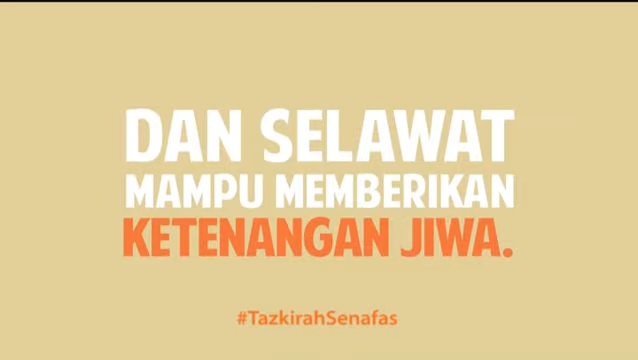 DAN SELAWAT
MAMPU MEMBERIKAN
KETENANGAN JIWA.
#TazkirahSenafas